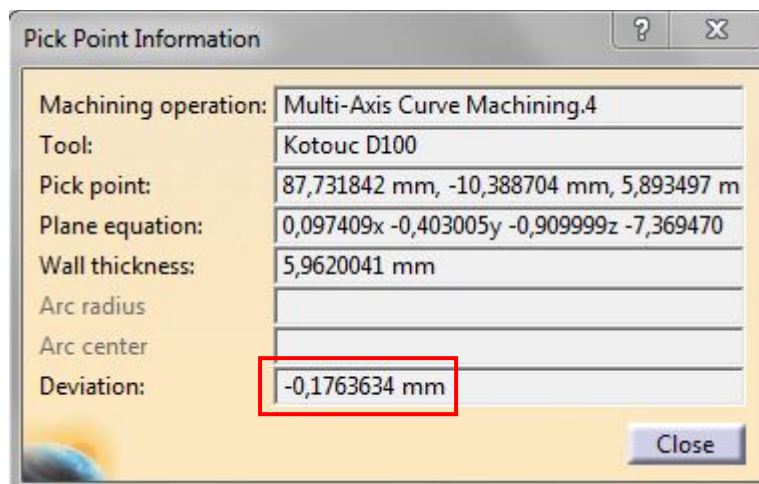 Pick Point Information
Machining operation: Multi-Axis Curve Machining.4
Tool: Kotouc D100
Pick point: 87,731842 mm, -10,388704 mm, 5,893497 m
Plane equation: 0,097409x -0,403005y -0,909999z -7,369470
Wall thickness: 5,9620041 mm
Arc radius
Arc center
Deviation: -0,1763634 mm
Close